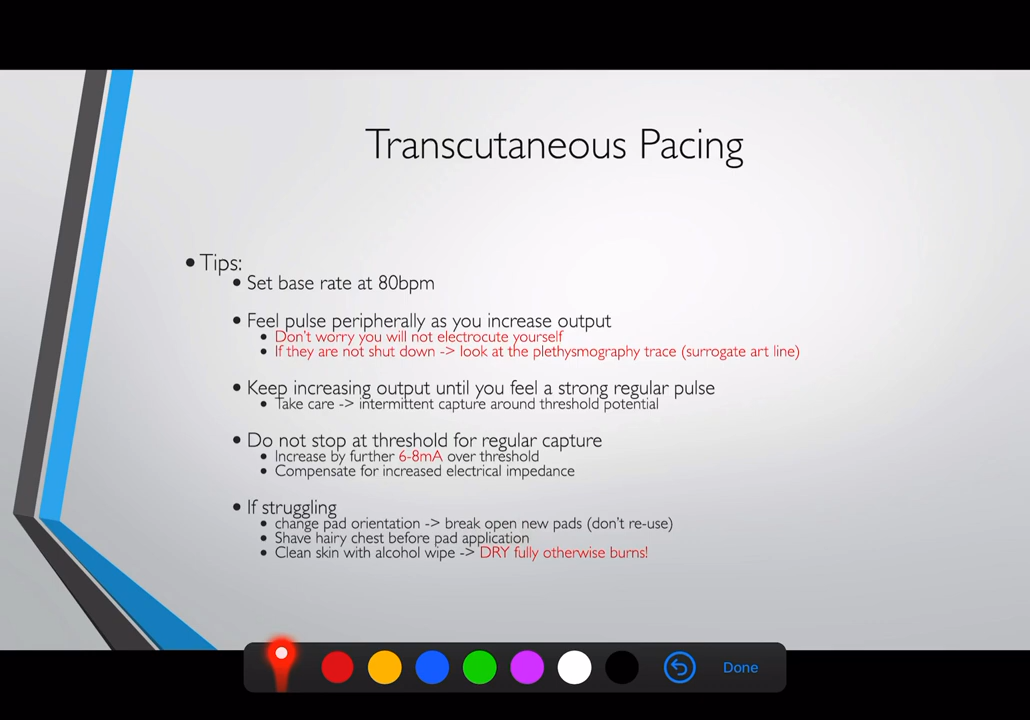 Transcutaneous Pacing
• Tips:
• Set base rate at 80bpm
• Feel pulse peripherally as you increase output
• Don't worry you will not electrocute yourself
• If they are not shut down -> look at the plethysmography trace (surrogate art line)
• Keep increasing output until you feel a strong regular pulse
• Take care -> intermittent capture around threshold potential
• Do not stop at threshold for regular capture
• Increase by further 6-8mA over threshold
• Compensate for increased electrical impedance
• If struggling
• change pad orientation -> break open new pads (don't re-use)
• Shave hairy chest before pad application
• Clean skin with alcohol wipe -> DRY fully otherwise burns!
Done